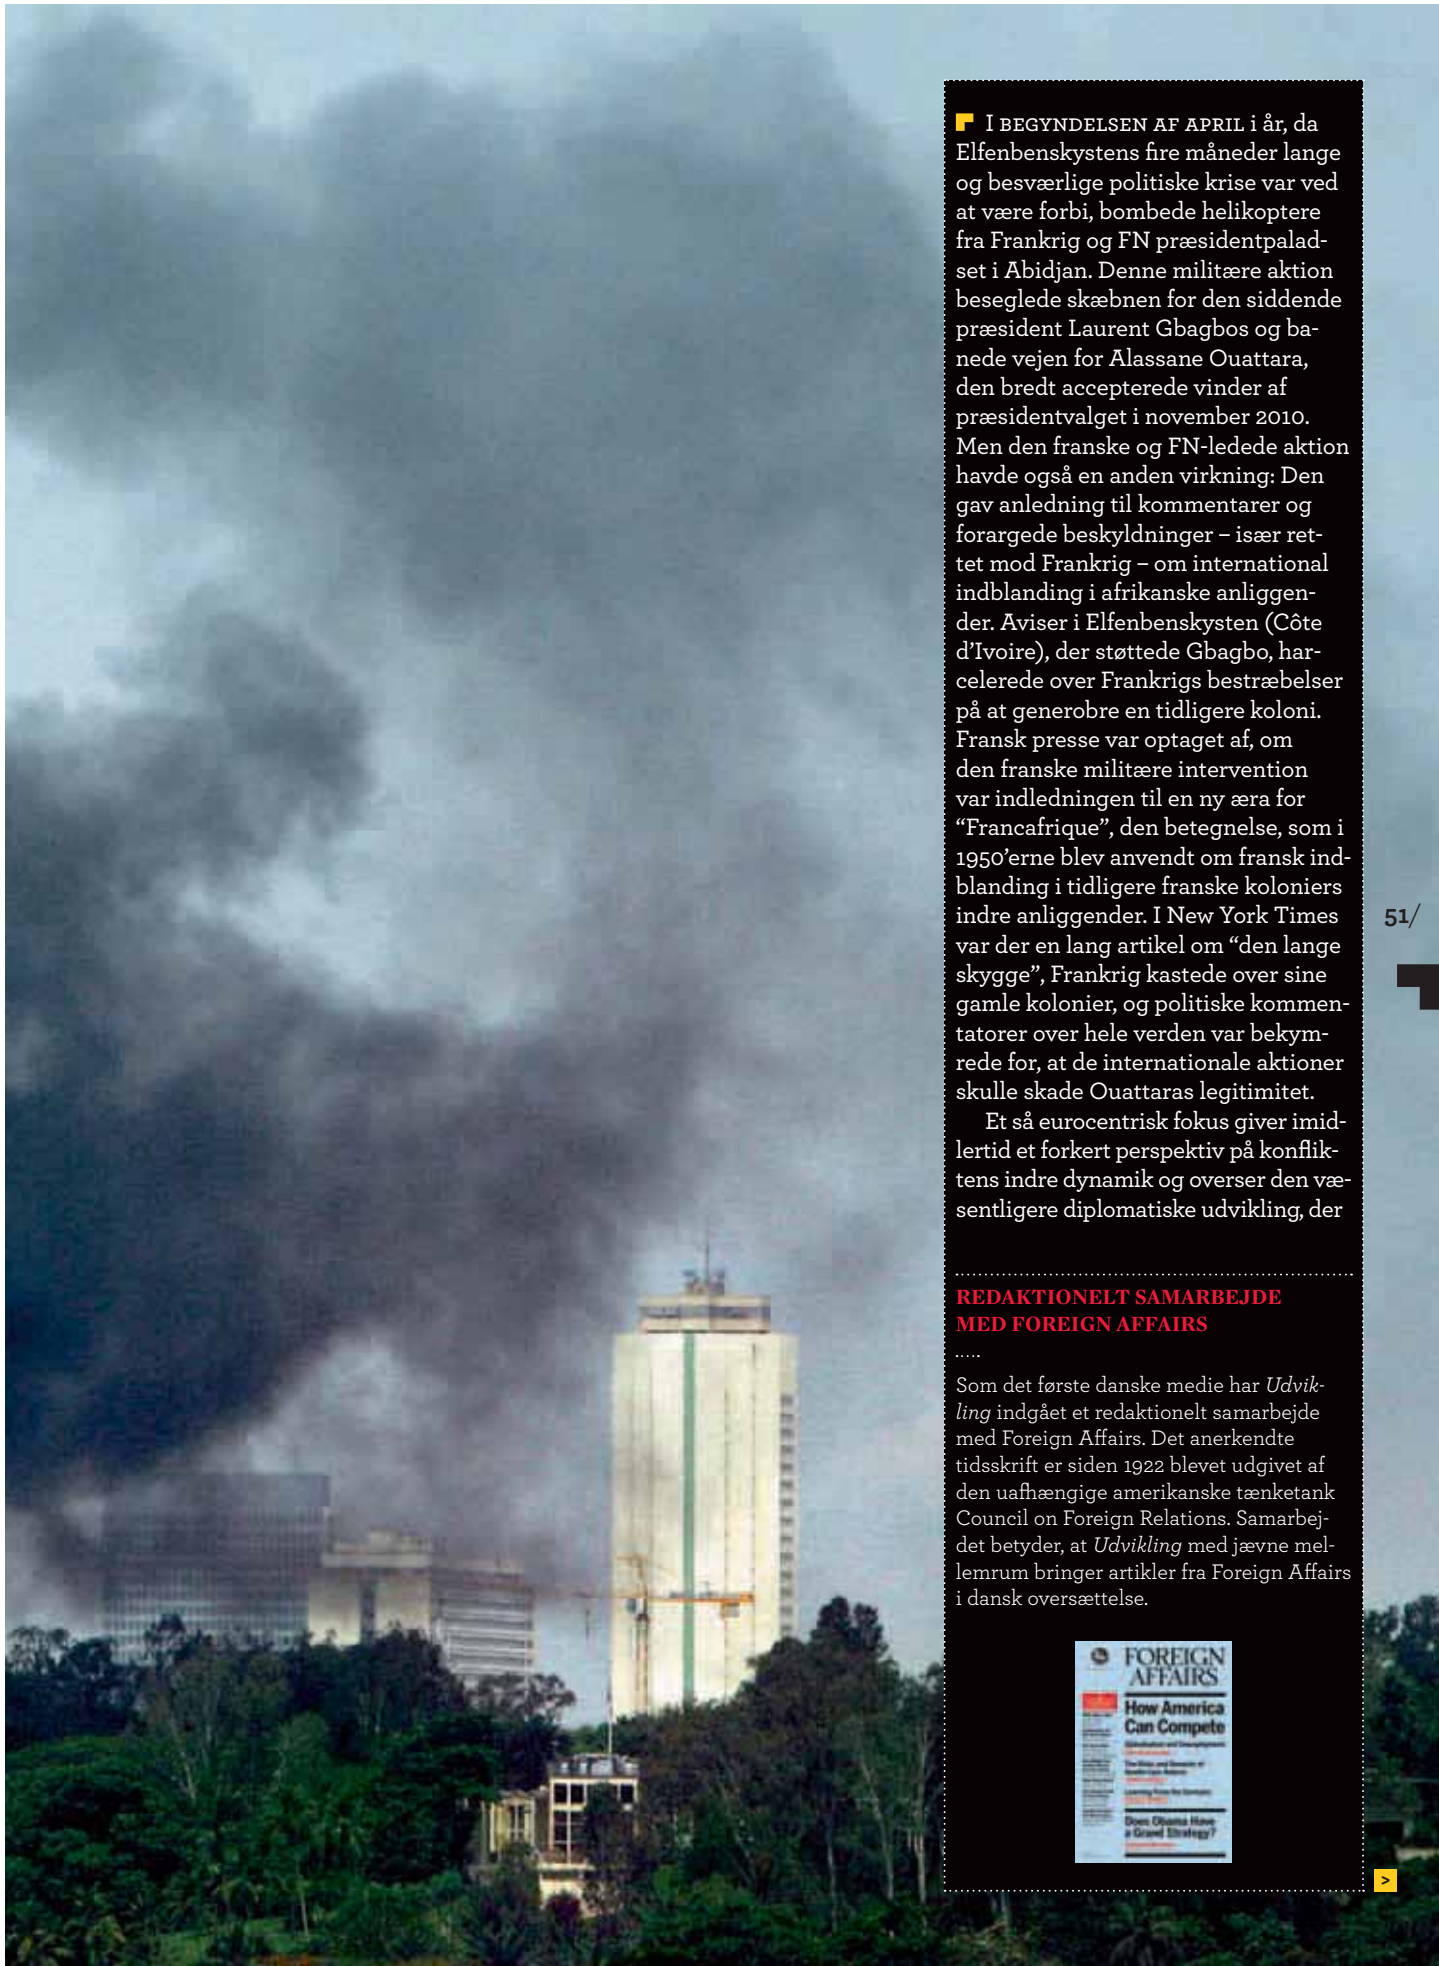 I BEGYNDELSEN AF APRIL i år, da
Elfenbenskystens fire måneder lange
og besværlige politiske krise var ved
at være forbi, bombede helikoptere
fra Frankrig og FN præsidentpalad-
set i Abidjan. Denne militære aktion
beseglede skæbnen for den siddende
præsident Laurent Gbagbos og ba-
nede vejen for Alassane Ouattara,
den bredt accepterede vinder af
præsidentvalget i november 2010.
Men den franske og FN-ledede aktion
havde også en anden virkning: Den
gav anledning til kommentarer og
forargede beskyldninger – især ret-
tet mod Frankrig – om international
indblanding i afrikanske anliggen-
der. Aviser i Elfenbenskysten (Côte
d’Ivoire), der støttede Gbagbo, har-
celerede over Frankrigs bestræbelser
på at generobre en tidligere koloni.
Fransk presse var optaget af, om
den franske militære intervention
var indledningen til en ny æra for
“Francafrique”, den betegnelse, som i
1950’erne blev anvendt om fransk ind-
blanding i tidligere franske koloniers
indre anliggender. I New York Times
var der en lang artikel om “den lange
skygge”, Frankrig kastede over sine
gamle kolonier, og politiske kommen-
tatorer over hele verden var bekym-
rede for, at de internationale aktioner
skulle skade Ouattaras legitimitet.
Et så eurocentrisk fokus giver imid-
lertid et forkert perspektiv på konflik-
tens indre dynamik og overser den væ-
sentligere diplomatiske udvikling, der
REDAKTIONELT SAMARBEJDE
MED FOREIGN AFFAIRS
Som det første danske medie har Udvik-
ling indgået et redaktionelt samarbejde
med Foreign Affairs. Det anerkendte
tidsskrift er siden 1922 blevet udgivet af
den uafhængige amerikanske tænketank
Council on Foreign Relations. Samarbej-
det betyder, at Udvikling med jævne mel-
lemrum bringer artikler fra Foreign Affairs
i dansk oversættelse.
FOREIGN
AFFAIRS
How America
Can Compete
Does Obama Have
a Grand Strategy?
51/
>